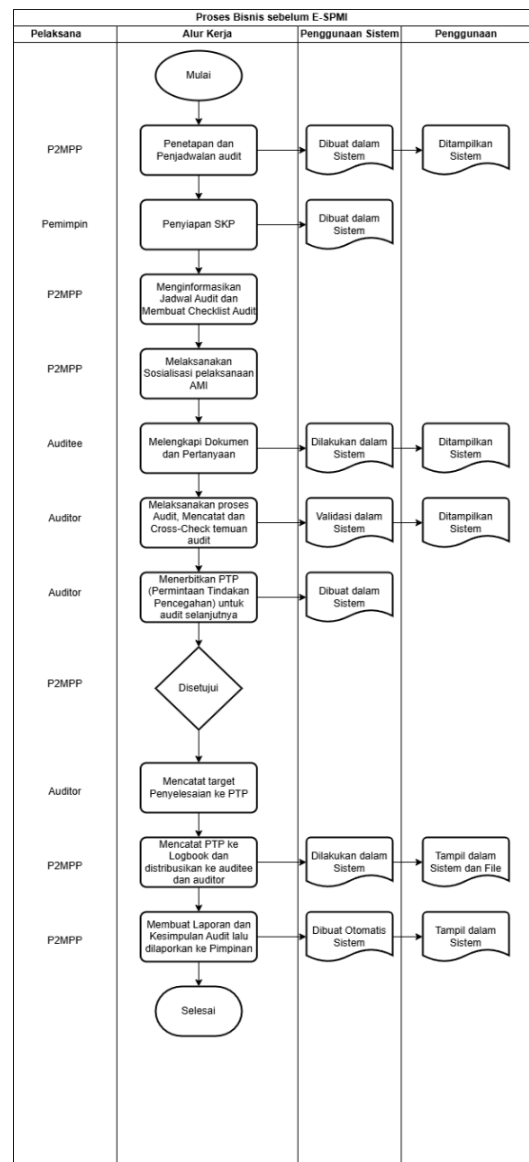 Proses Bisnis sebelum E-SPMI
Pelaksana
Alur Kerja
Penggunaan Sistem
Penggunaan
Mulai
P2MPP
Penetapan dan
Penjadwalan audit
Dibuat dalam
Sistem
Ditampilkan
Sistem
Pemimpin
Penyiapan SKP
Dibuat dalam
Sistem
P2MPP
Menginformasikan
Jadwal Audit dan
Membuat Checklist Audit
P2MPP
Melaksanakan
Sosialisasi pelaksanaan
AMI
Auditee
Melengkapi Dokumen
dan Pertanyaan
Dilakukan dalam
Sistem
Ditampilkan
Sistem
Auditor
Melaksanakan proses
Audit, Mencatat dan
Cross-Check temuan
audit
Validasi dalam
Sistem
Ditampilkan
Sistem
Auditor
Menerbitkan PTP
(Permintaan Tindakan
Pencegahan) untuk
audit selanjutnya
Dibuat dalam
Sistem
P2MPP
Disetujui
Auditor
Mencatat target
Penyelesaian ke PTP
P2MPP
Mencatat PTP ke
Logbook dan
distribusikan ke auditee
dan auditor
Dilakukan dalam
Sistem
Tampil dalam
Sistem dan File
P2MPP
Membuat Laporan dan
Kesimpulan Audit lalu
dilaporkan ke Pimpinan
Dibuat Otomatis
Sistem
Tampil dalam
Sistem
Selesai